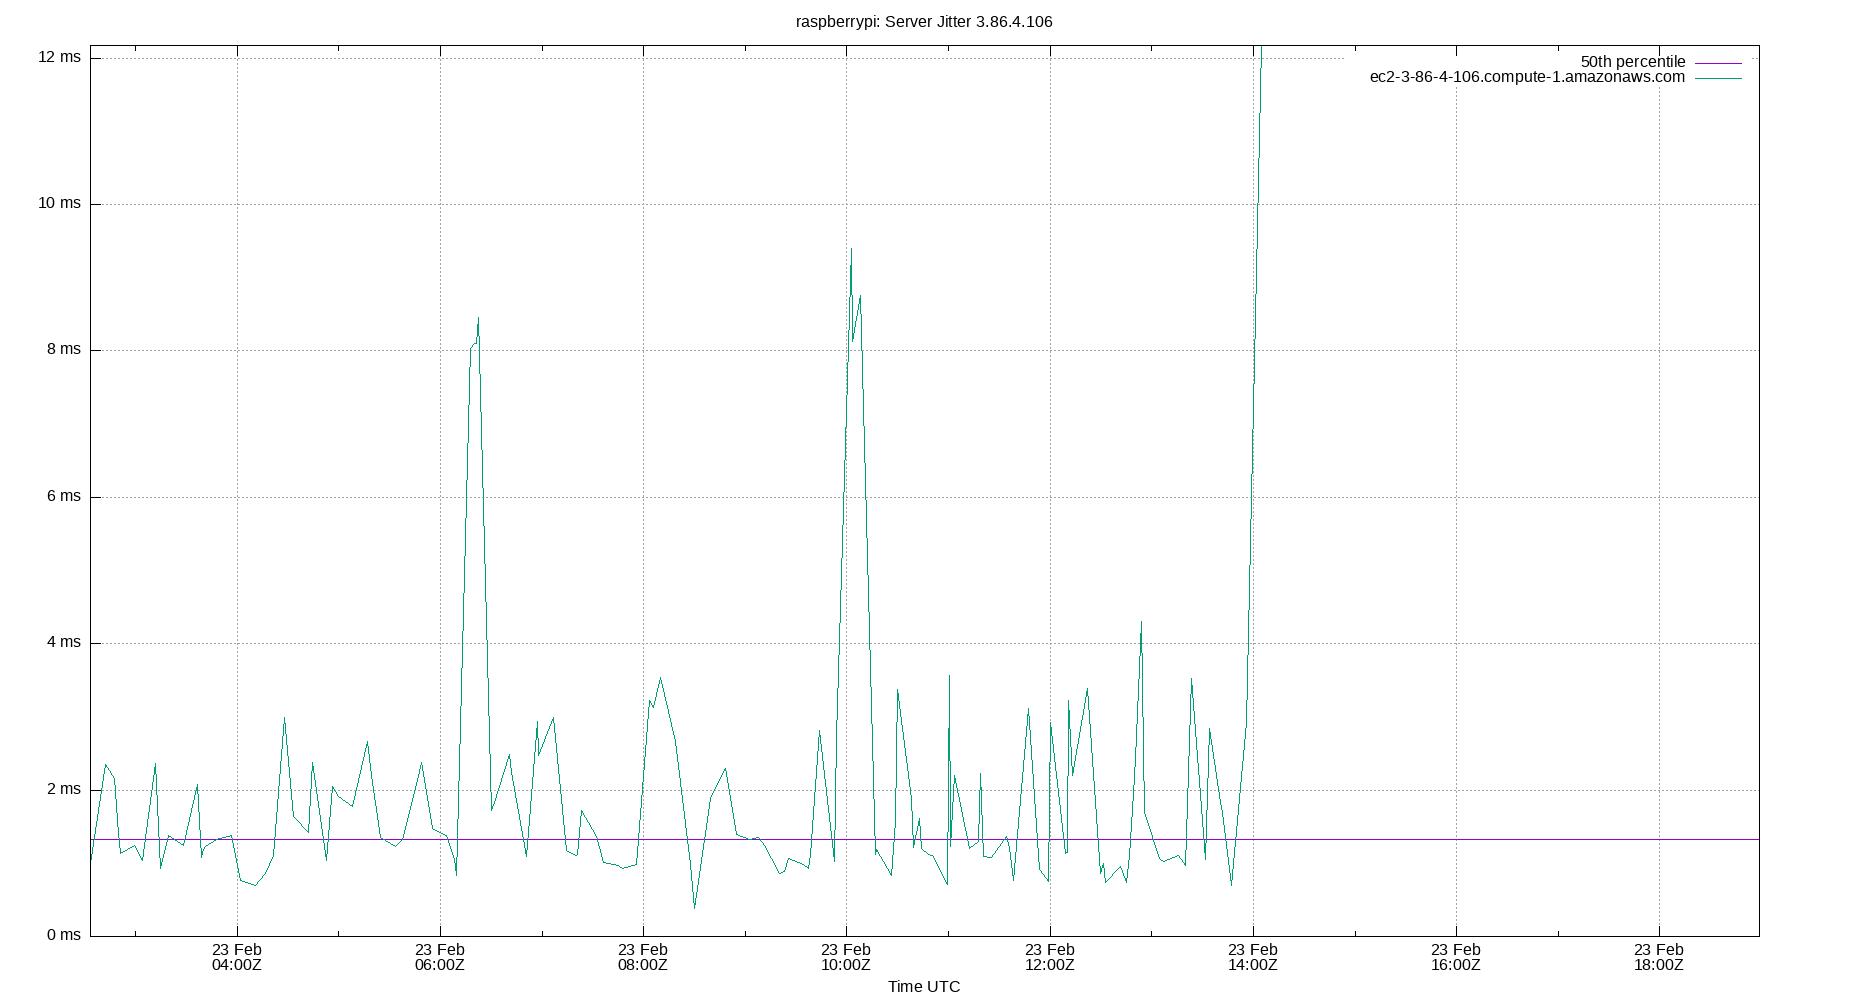 raspberrypi: Server Jitter 3.86.4.106
12 ms
10 ms
8 ms
6 ms
4 ms
2 ms
0 ms
50th percentile
ec2-3-86-4-106.compute-1.amazonaws.com
23 Feb 23 Feb 23 Feb 23 Feb 23 Feb 23 Feb 23 Feb 23 Feb
04:00Z 06:00Z 08:00Z 10:00Z 12:00Z 14:00Z 16:00Z 18:00Z
Time UTC